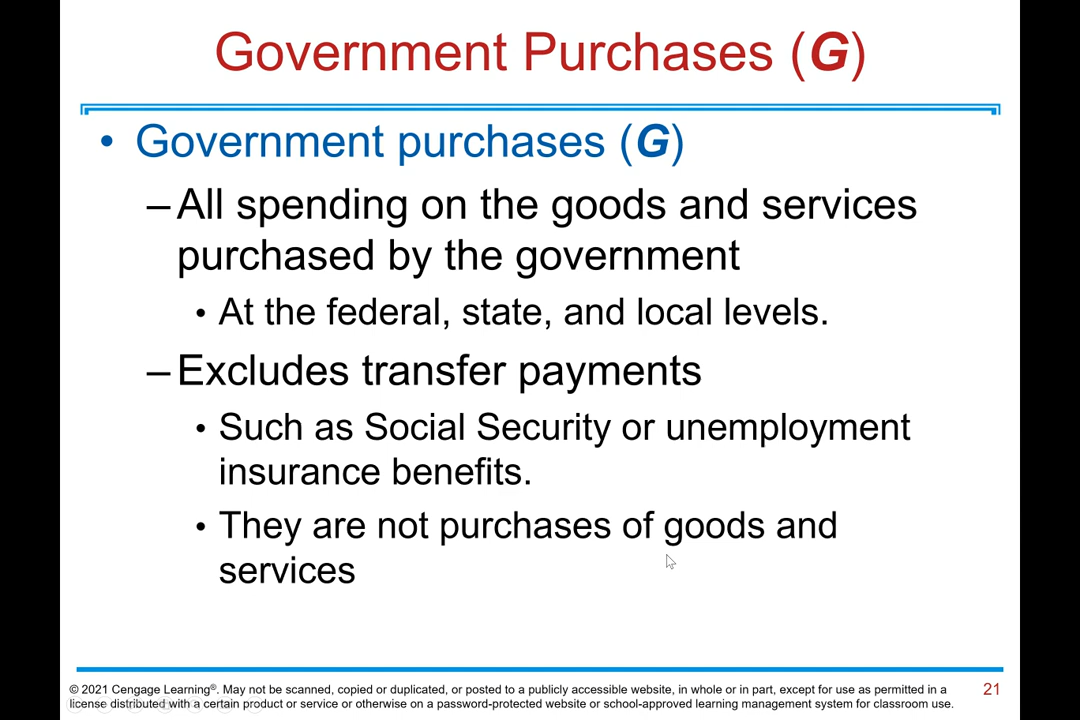 Government Purchases (G)
• Government purchases (G)
– All spending on the goods and services
purchased by the government
• At the federal, state, and local levels.
– Excludes transfer payments
• Such as Social Security or unemployment
insurance benefits.
• They are not purchases of goods and
services
© 2021 Cengage Learning®. May not be scanned, copied or duplicated, or posted to a publicly accessible website, in whole or in part, except for use as permitted in a
license distributed with a certain product or service or otherwise on a password-protected website or school-approved learning management system for classroom use.
21